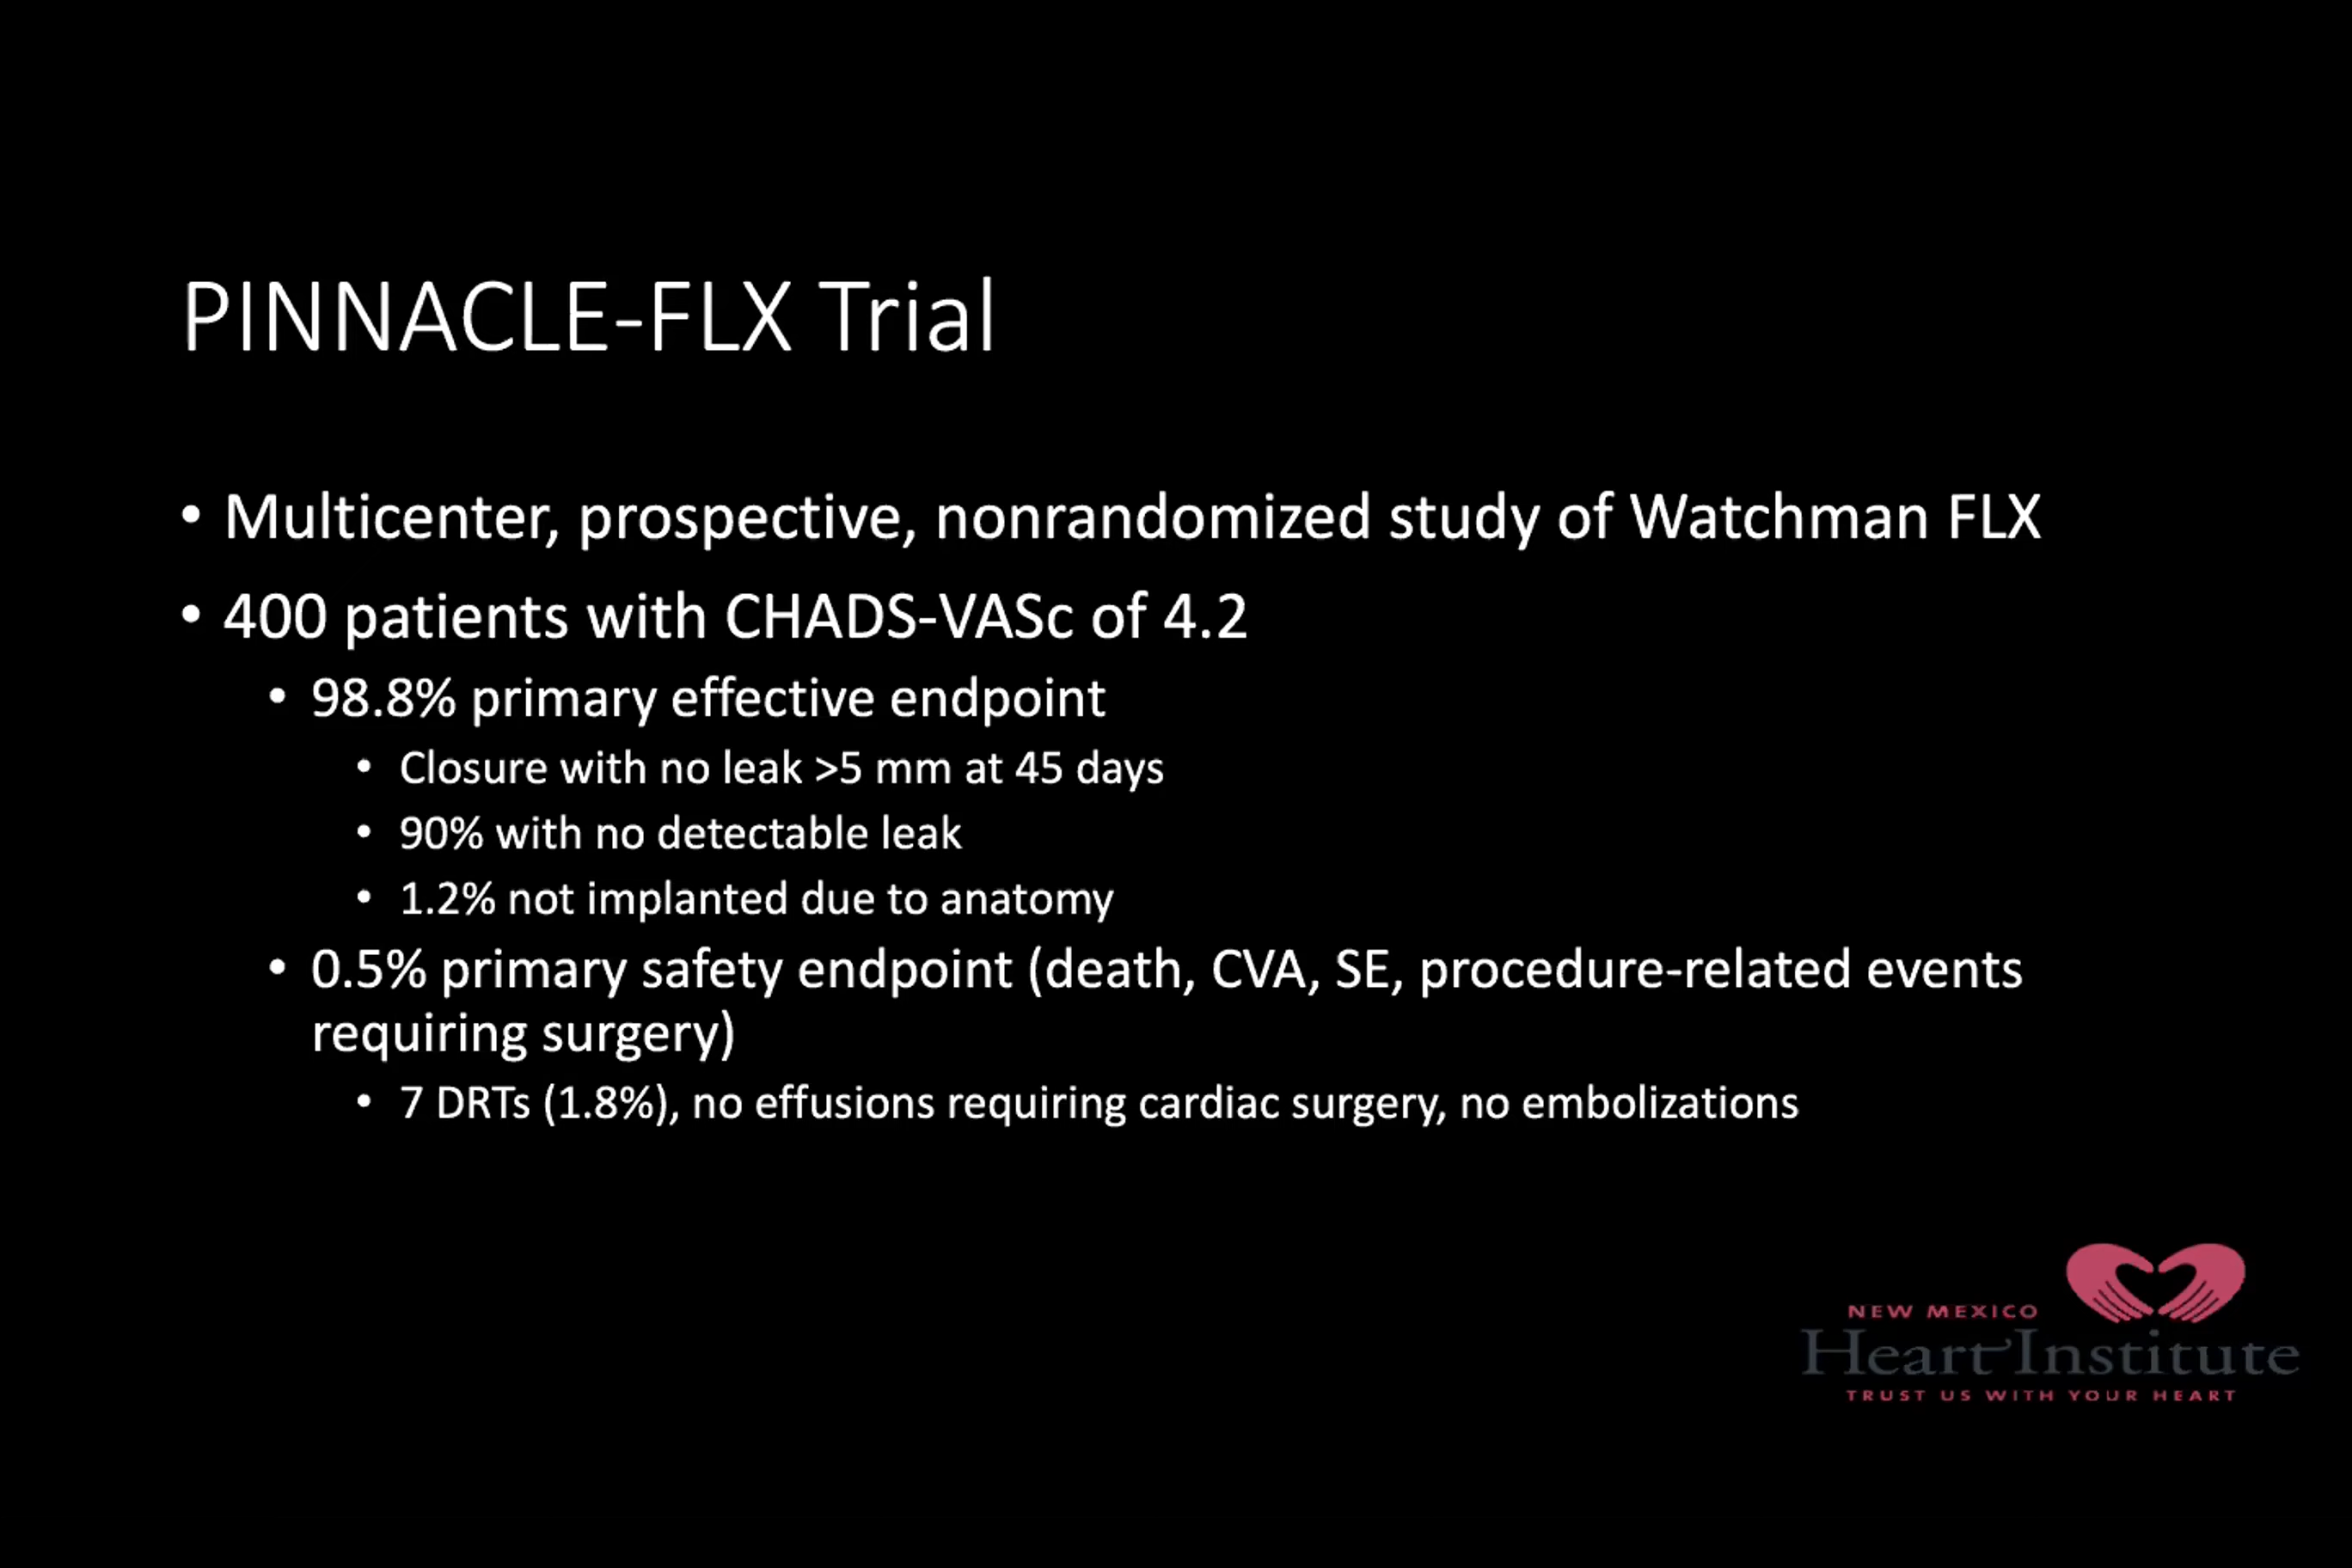 PINNACLE-FLX Trial
• Multicenter, prospective, nonrandomized study of Watchman FLX
• 400 patients with CHADS-VASc of 4.2
• 98.8% primary effective endpoint
• Closure with no leak >5 mm at 45 days
• 90% with no detectable leak
• 1.2% not implanted due to anatomy
• 0.5% primary safety endpoint (death, CVA, SE, procedure-related events
requiring surgery)
• 7 DRTs (1.8%), no effusions requiring cardiac surgery, no embolizations
NEW MEXICO
Heart Institute
TRUST US WITH YOUR HEART